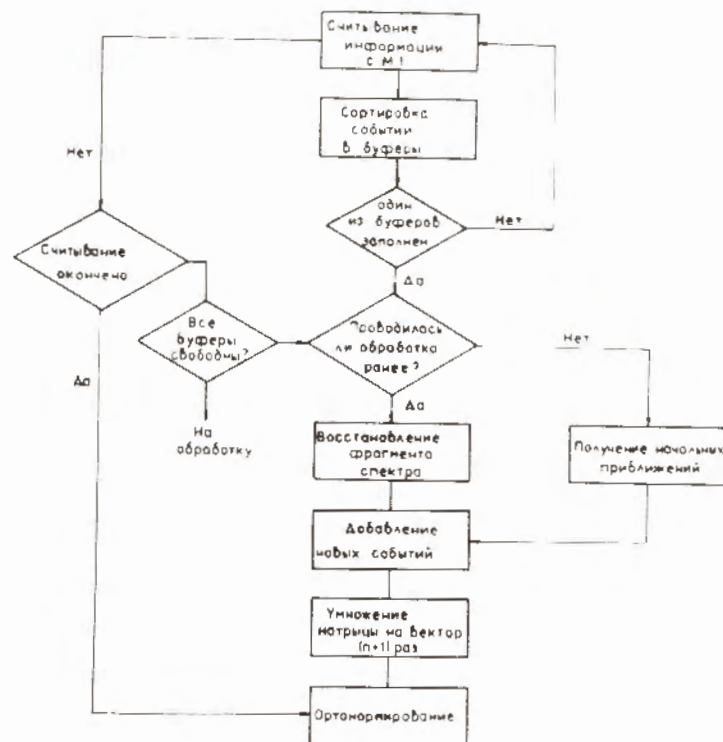 Считывание
информации
с МЛ
Сортировка
событии
в буферы
Нет
один
из буферов
заполнен
Нет
Считывание
окончено
Да
Все
буферы
свободны?
Проводилась
ли обработка
ранее?
Нет
Да
Да
На
обработку
Восстановление
фрагмента
спектра
Получение начальных
приближений
Добавление
новых событий
Умножение
матрицы на вектор
(n+1) раз
Ортонормирование